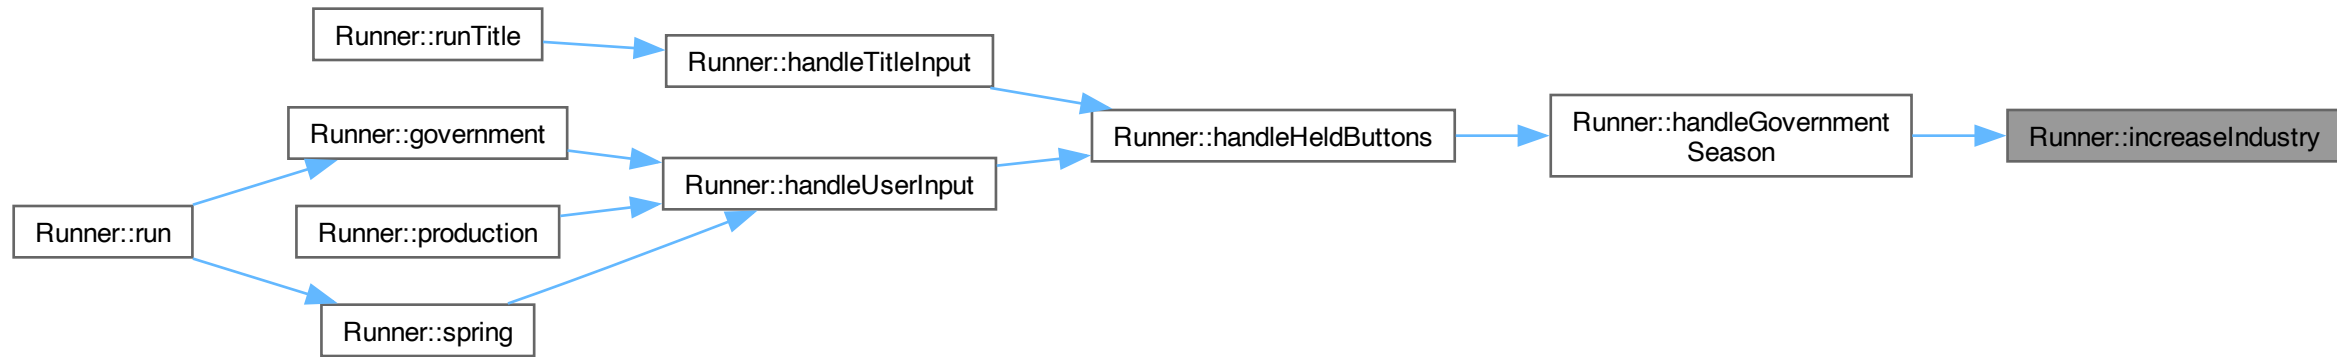 Runner::runTitle
Runner::handleTitleInput
Runner::government
Runner::handleHeldButtons
Runner::handleGovernment
Season
Runner::increaseIndustry
Runner::handleUserInput
Runner::run
Runner::production
Runner::spring